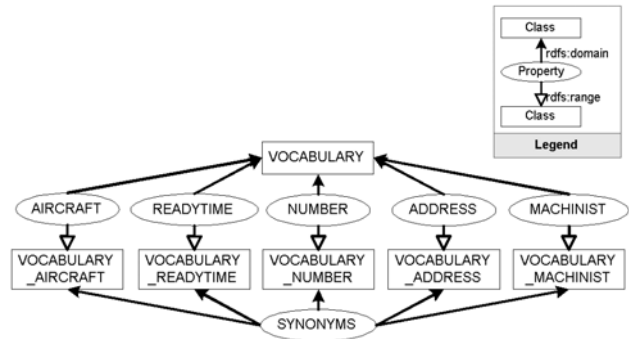 Class
rdfs:domain
Property
rdfs:range
Class
Legend
VOCABULARY
AIRCRAFT
READYTIME
NUMBER
ADDRESS
MACHINIST
VOCABULARY
_AIRCRAFT
VOCABULARY
_READYTIME
VOCABULARY
_NUMBER
VOCABULARY
_ADDRESS
VOCABULARY
_MACHINIST
SYNONYMS